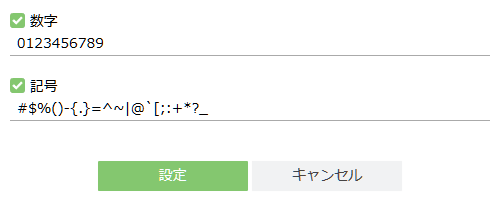 数字
0123456789
記号
#$%()-{.}=^~|@`[;:+*?_
設定
キャンセル